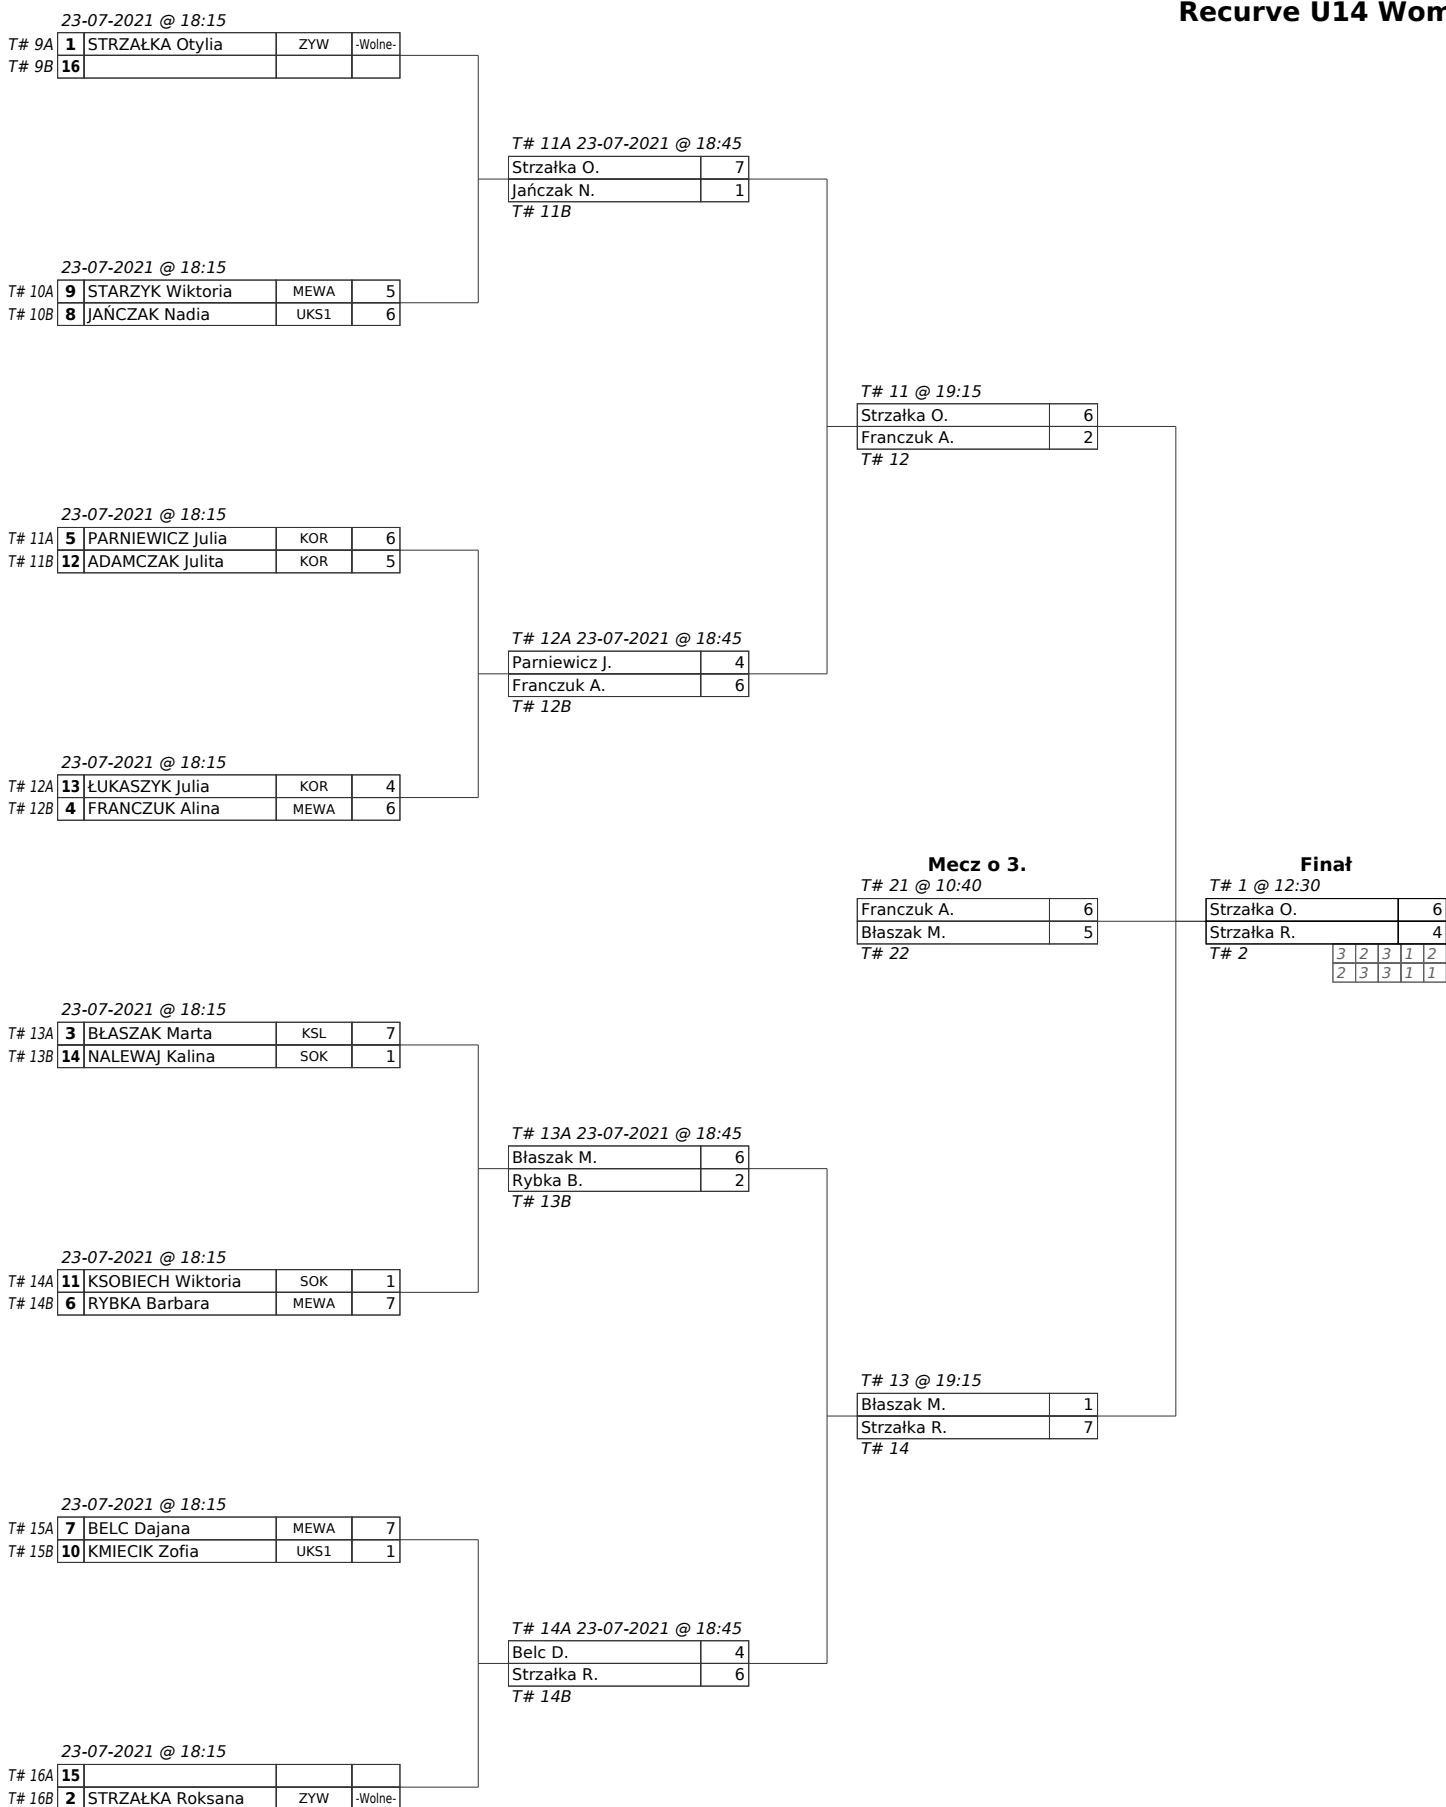 Recurve U14 Wom
23-07-2021 @ 18:15
T# 9A 1 STRZAŁKA Otylia ZYW -Wolne-
T# 9B 16
T# 11A 23-07-2021 @ 18:45
Strzałka O. 7
Jańczak N. 1
T# 11B
23-07-2021 @ 18:15
T# 10A 9 STARZYK Wiktoria MEWA 5
T# 10B 8 JAŃCZAK Nadia UKS1 6
T# 11 @ 19:15
Strzałka O. 6
Franczuk A. 2
T# 12
23-07-2021 @ 18:15
T# 11A 5 PARNIEWICZ Julia KOR 6
T# 11B 12 ADAMCZAK Julita KOR 5
T# 12A 23-07-2021 @ 18:45
Parniewicz J. 4
Franczuk A. 6
T# 12B
23-07-2021 @ 18:15
T# 12A 13 ŁUKASZYK Julia KOR 4
T# 12B 4 FRANCZUK Alina MEWA 6
Mecz o 3. Finał
T# 21 @ 10:40 T# 1 @ 12:30
Franczuk A. 6 Strzałka O. 6
Błaszak M. 5 Strzałka R. 4
T# 22 T# 2 3 2 3 1 2
2 3 3 1 1
23-07-2021 @ 18:15
T# 13A 3 BŁASZAK Marta KSL 7
T# 13B 14 NALEWAJ Kalina SOK 1
T# 13A 23-07-2021 @ 18:45
Błaszak M. 6
Rybka B. 2
T# 13B
23-07-2021 @ 18:15
T# 14A 11 KSOBIECH Wiktoria SOK 1
T# 14B 6 RYBKA Barbara MEWA 7
T# 13 @ 19:15
Błaszak M. 1
Strzałka R. 7
T# 14
23-07-2021 @ 18:15
T# 15A 7 BELC Dajana MEWA 7
T# 15B 10 KMIECIK Zofia UKS1 1
T# 14A 23-07-2021 @ 18:45
Belc D. 4
Strzałka R. 6
T# 14B
23-07-2021 @ 18:15
T# 16A 15
T# 16B 2 STRZAŁKA Roksana ZYW -Wolne-